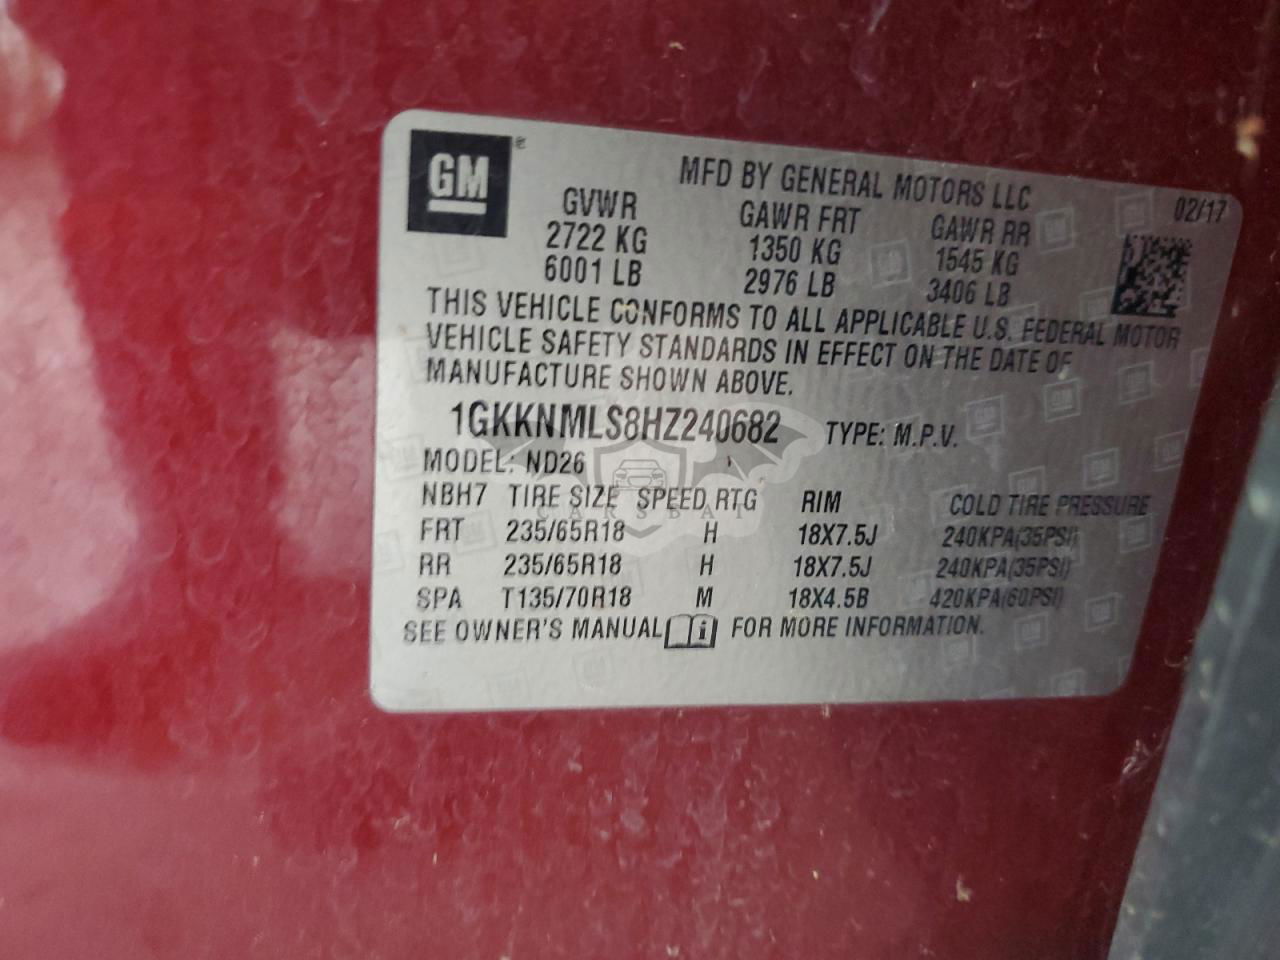 GM
MFD BY GENERAL MOTORS LLC
02/17
GVWR GAWR FRT GAWR RR
2722 KG 1350 KG 1545 KG
6001 LB 2976 LB 3406 LB
THIS VEHICLE CONFORMS TO ALL APPLICABLE U.S. FEDERAL MOTOR
VEHICLE SAFETY STANDARDS IN EFFECT ON THE DATE OF
MANUFACTURE SHOWN ABOVE.
1GKKNMLS8HZ240682 TYPE: M.P.V.
MODEL: ND26
NBH7 TIRE SIZE SPEED RTG RIM COLD TIRE PRESSURE
FRT 235/65R18 H 18X7.5J 240KPA(35PSI)
RR 235/65R18 H 18X7.5J 240KPA(35PSI)
SPA T135/70R18 M 18X4.5B 420KPA(60PSI)
SEE OWNER'S MANUAL i FOR MORE INFORMATION.
CARSBAT